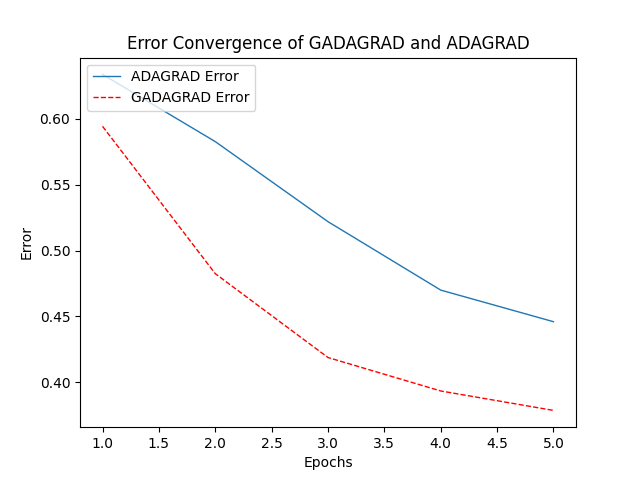 Error Convergence of GADAGRAD and ADAGRAD
ADAGRAD Error
GADAGRAD Error
0.60
0.55
0.50
0.45
0.40
Error
1.0 1.5 2.0 2.5 3.0 3.5 4.0 4.5 5.0
Epochs